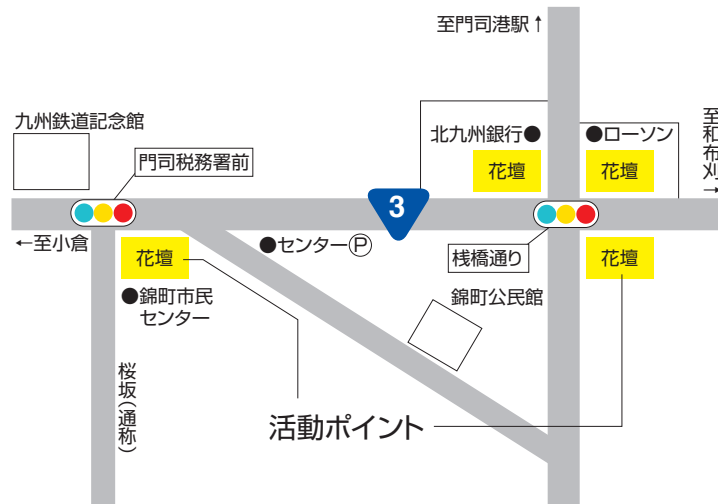 至門司港駅↑
九州鉄道記念館
北九州銀行●
●ローソン
至和布刈→
門司税務署前
花壇
花壇
3
←至小倉
●センターⓅ
桟橋通り
花壇
花壇
●錦町市民
センター
錦町公民館
桜坂(通称)
活動ポイント